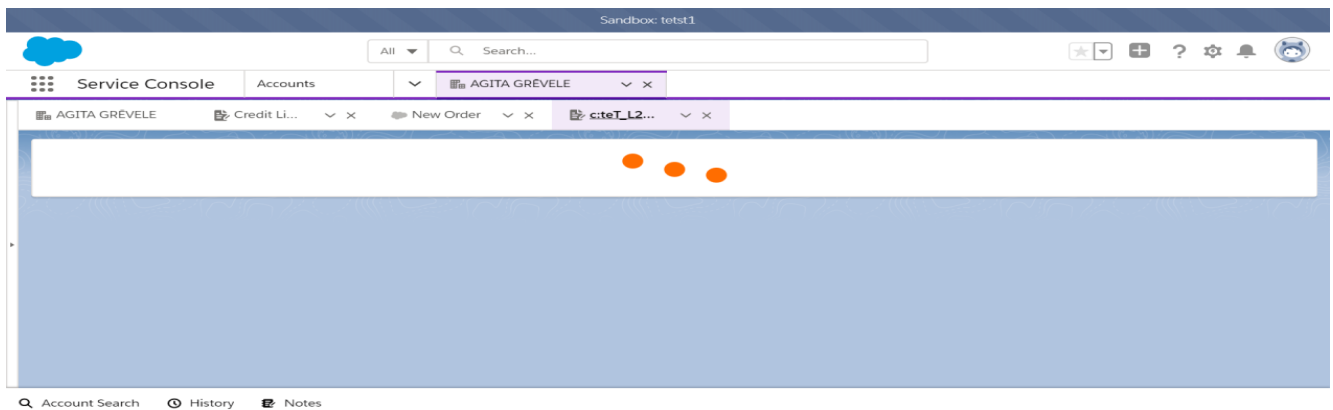 Sandbox: tetst1
All Search...
Service Console Accounts AGITA GRĒVELE
AGITA GRĒVELE Credit Li... New Order c:teT_L2...
Account Search History Notes